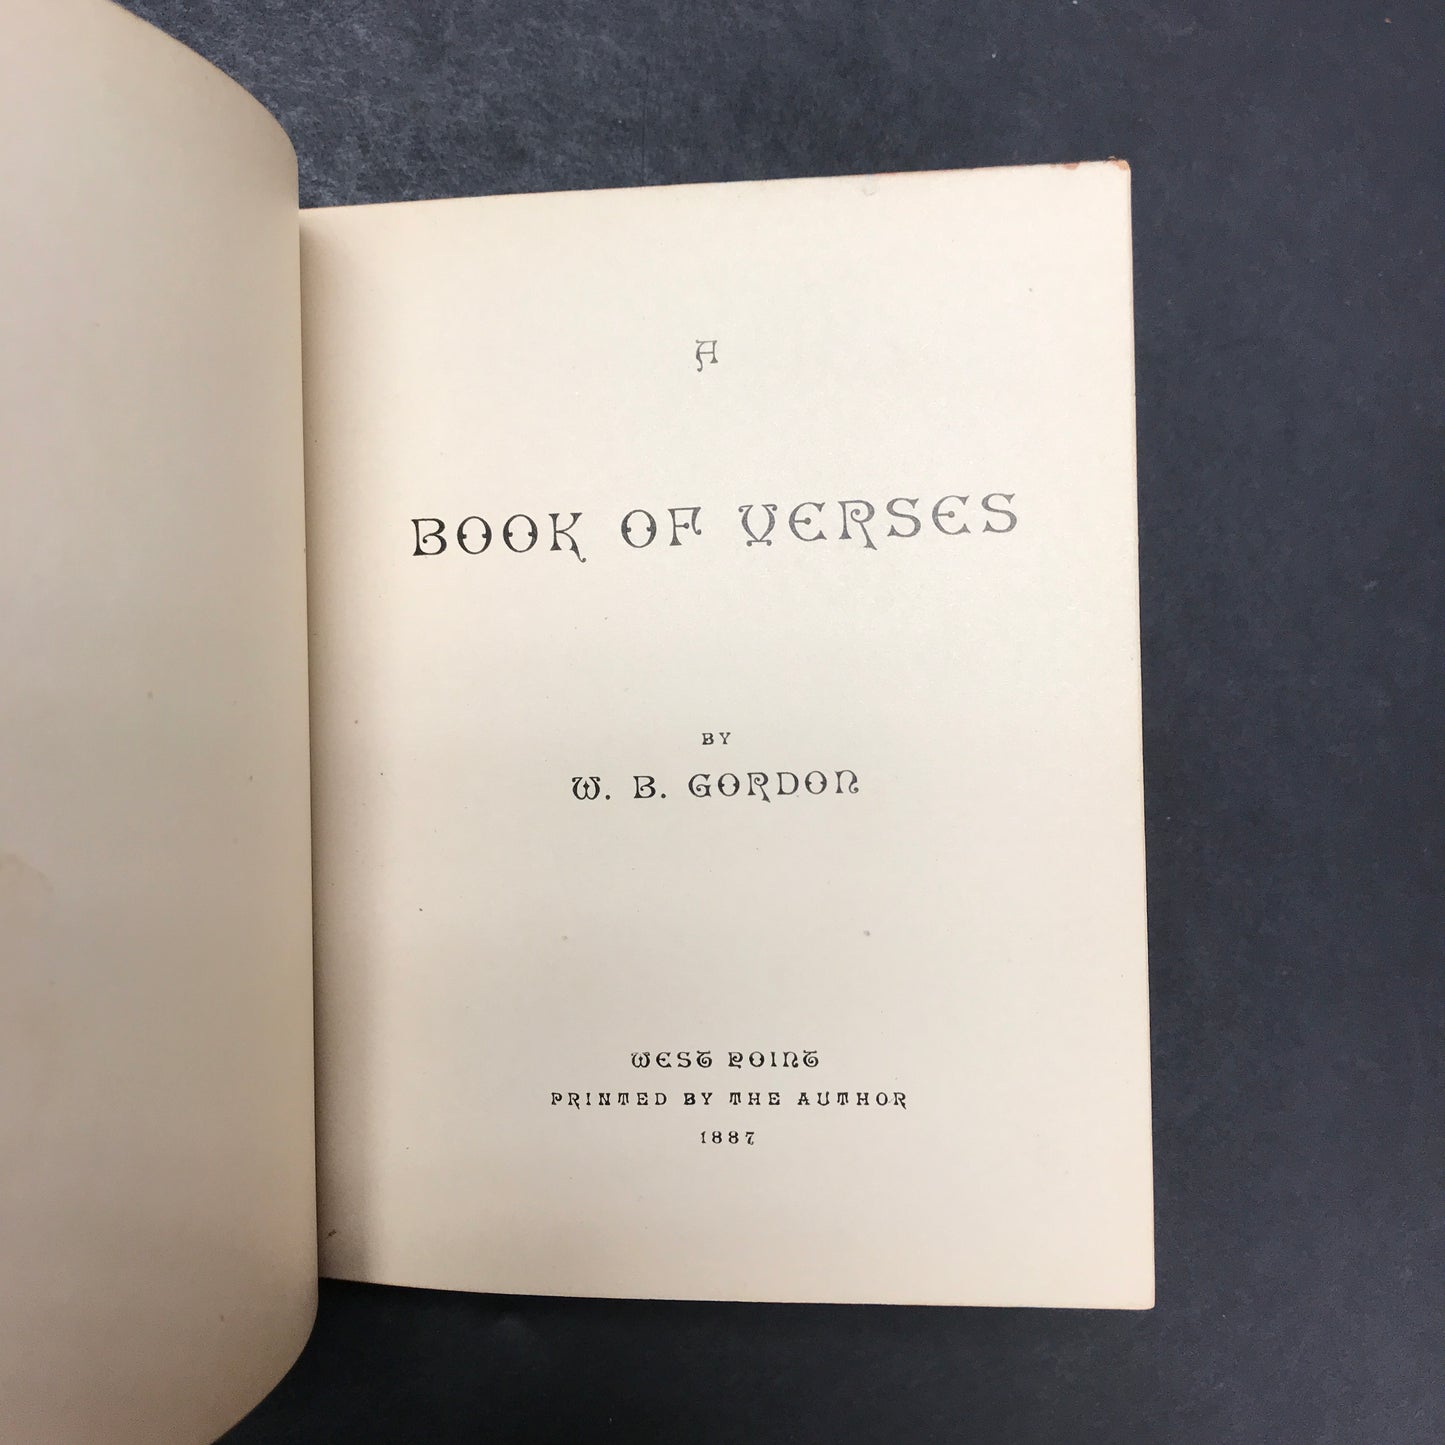 A
BOOK OF VERSES
BY
W. B. GORDON
WEST POINT
PRINTED BY THE AUTHOR
1887